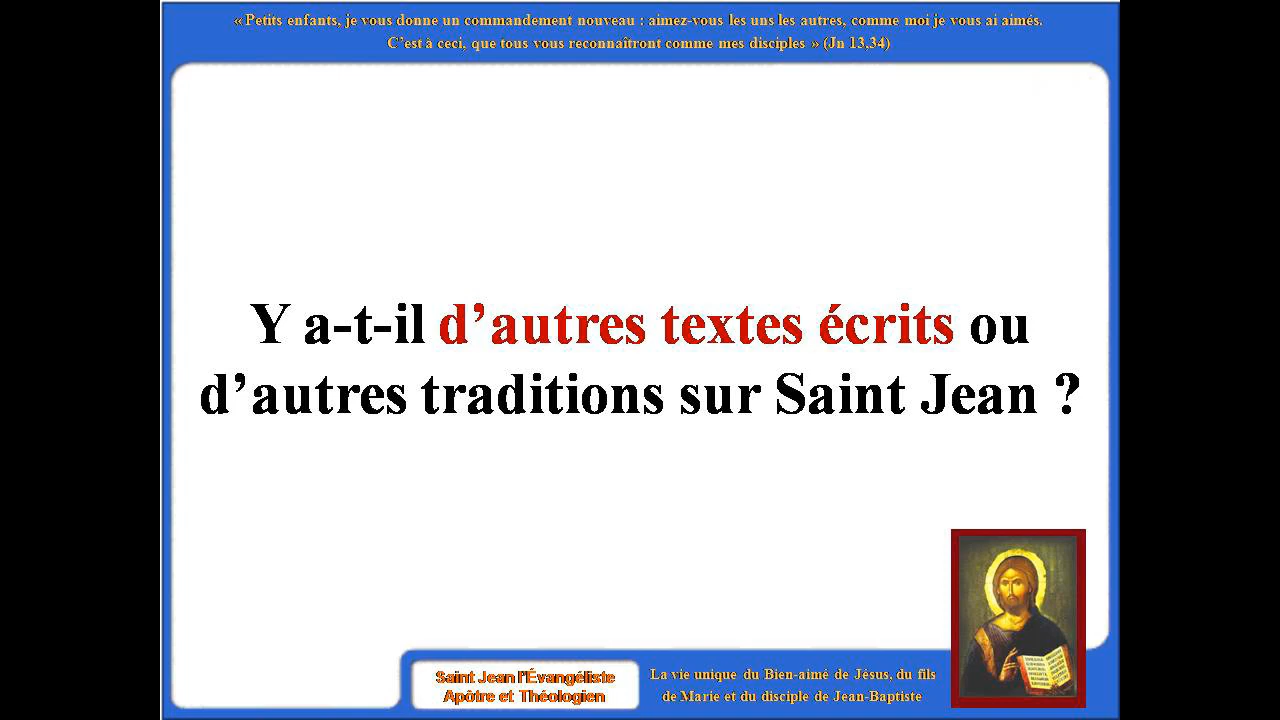 « Petits enfants, je vous donne un commandement nouveau : aimez-vous les uns les autres, comme moi je vous ai aimés.
C’est à ceci, que tous vous reconnaîtront comme mes disciples » (Jn 13,34)
Y a-t-il d’autres textes écrits ou
d’autres traditions sur Saint Jean ?
Saint Jean l'Évangéliste
Apôtre et Théologien
La vie unique du Bien-aimé de Jésus, du fils
de Marie et du disciple de Jean-Baptiste